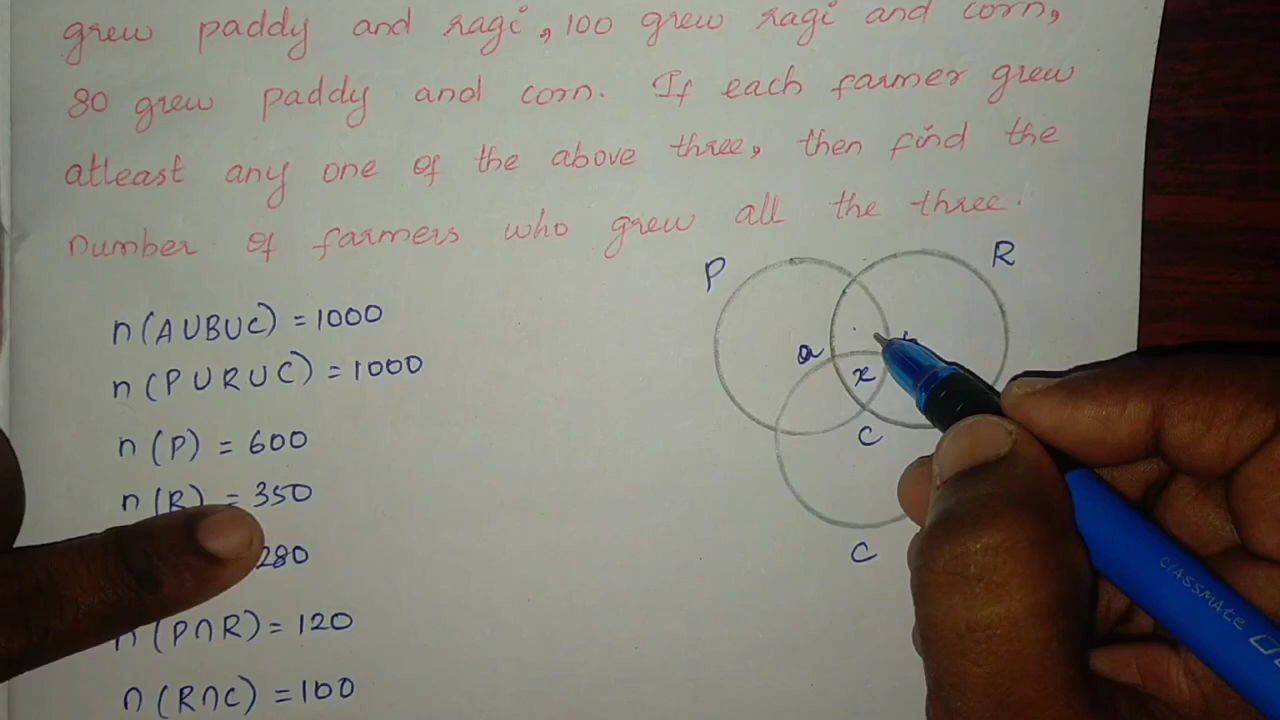 grew paddy and ragi, 100 grew ragi and corn,
80 grew paddy and corn. If each farmer grew
atleast any one of the above three, then find the
number of farmers who grew all the three.
P
R
n(AUBUC) = 1000
n(PURUC) = 1000
a
x
n(P) = 600
c
n(R) = 350
280
C
n(P∩R) = 120
n(R∩C) = 100
CLASSMATE